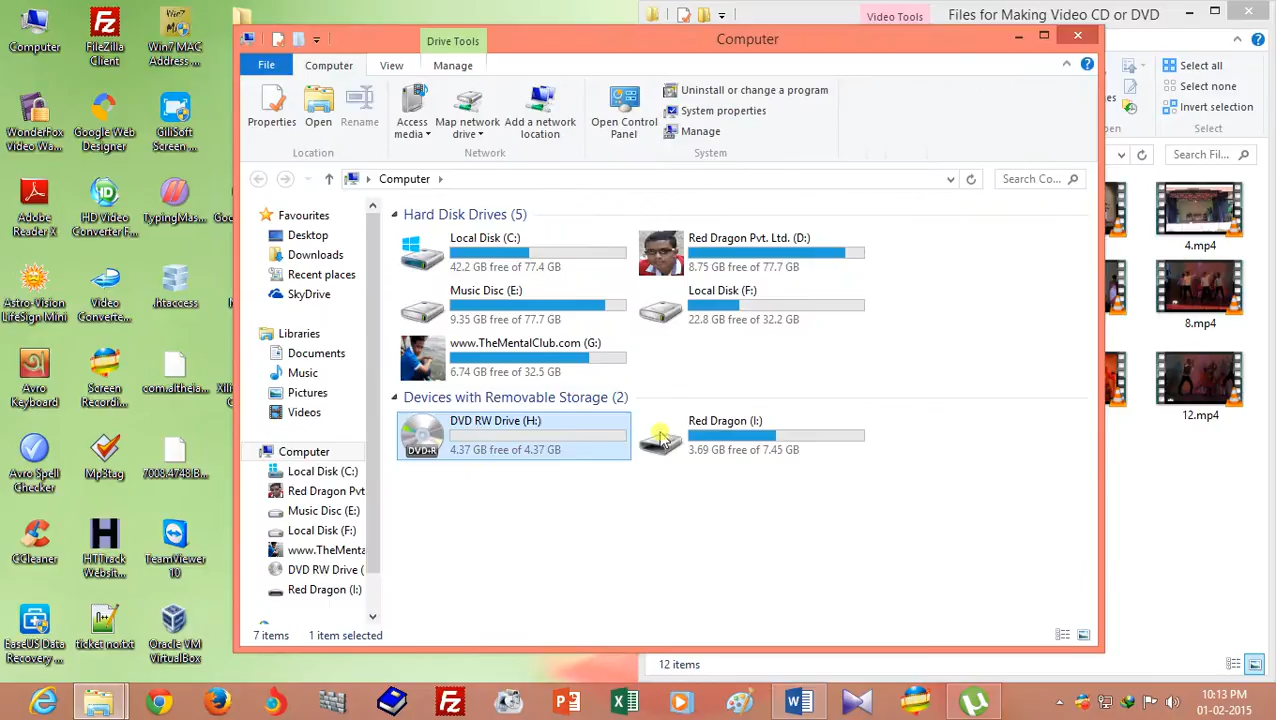 Computer
FileZilla Client
Win7 MAC Address ...
WonderFox Video Wa...
Google Web Designer
GiliSoft Screen ...
Adobe Reader X
HD Video Converter F...
TypingMas...
Astro-Vision LifeSign Mini
Video Converte...
.htaccess
Avro Keyboard
Screen Recordi...
com.altheia...
Avro Spell Checker
MpStag
7008.4748.B...
CCleaner
HTTrack Websit...
TeamViewer 10
EaseUS Data Recovery ...
ticket no.txt
Oracle VM VirtualBox
Video Tools
Files for Making Video CD or DVD
Select all
Select none
Invert selection
Select
Search Fil...
4.mp4
8.mp4
12.mp4
12 items
Drive Tools
Computer
File
Computer
View
Manage
Properties
Open
Rename
Access media
Map network drive
Add a network location
Open Control Panel
Uninstall or change a program
System properties
Manage
Location
Network
System
Computer
Search Co...
Favourites
Desktop
Downloads
Recent places
SkyDrive
Libraries
Documents
Music
Pictures
Videos
Computer
Local Disk (C:)
Red Dragon Pvt
Music Disc (E:)
Local Disk (F:)
www.TheMenta
DVD RW Drive (
Red Dragon (I:)
Hard Disk Drives (5)
Local Disk (C:)
42.2 GB free of 77.4 GB
Red Dragon Pvt. Ltd. (D:)
8.75 GB free of 77.7 GB
Music Disc (E:)
9.35 GB free of 77.7 GB
Local Disk (F:)
22.8 GB free of 32.2 GB
www.TheMentalClub.com (G:)
6.74 GB free of 32.5 GB
Devices with Removable Storage (2)
DVD RW Drive (H:)
DVD-R
4.37 GB free of 4.37 GB
Red Dragon (I:)
3.69 GB free of 7.45 GB
7 items
1 item selected
10:13 PM
01-02-2015